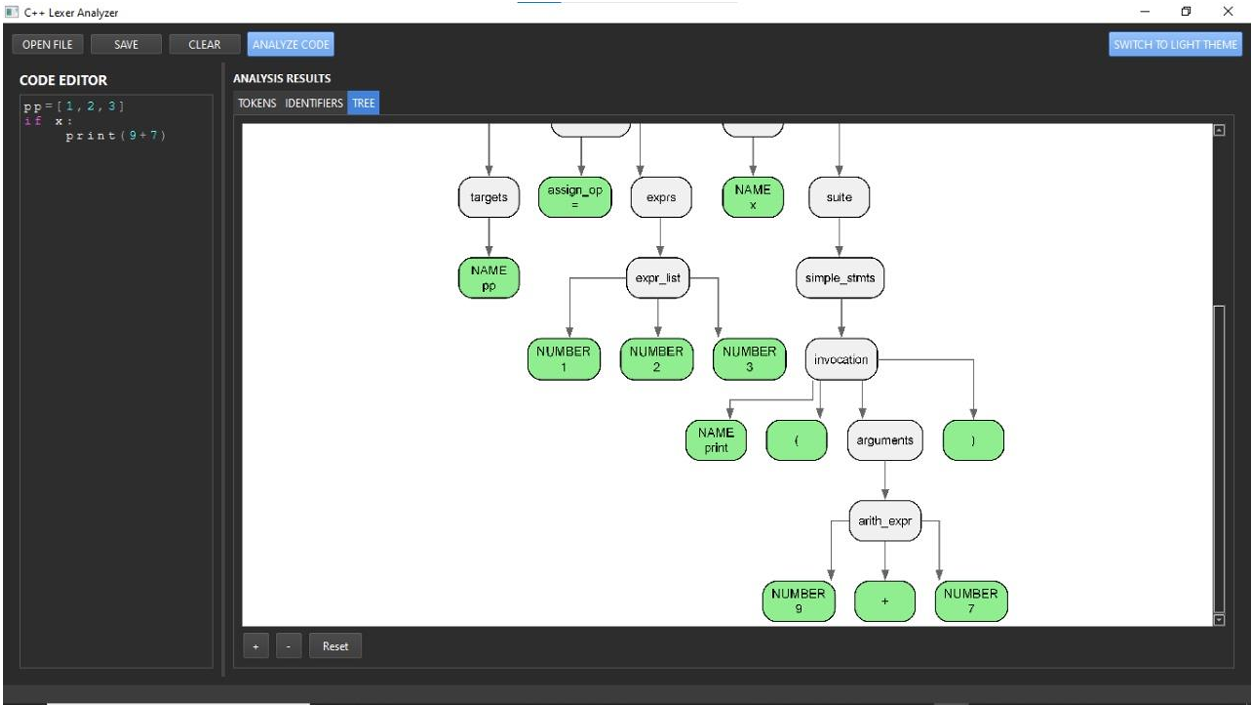 C++ Lexer Analyzer
OPEN FILE SAVE CLEAR ANALYZE CODE SWITCH TO LIGHT THEME
CODE EDITOR
pp=[1,2,3]
if x:
print(9+7)
ANALYSIS RESULTS
TOKENS IDENTIFIERS TREE
targets
assign_op
=
exprs
NAME
x
suite
NAME
pp
expr_list
simple_stmts
NUMBER
1
NUMBER
2
NUMBER
3
invocation
NAME
print
(
arguments
)
arith_expr
NUMBER
9
+
NUMBER
7
+ - Reset